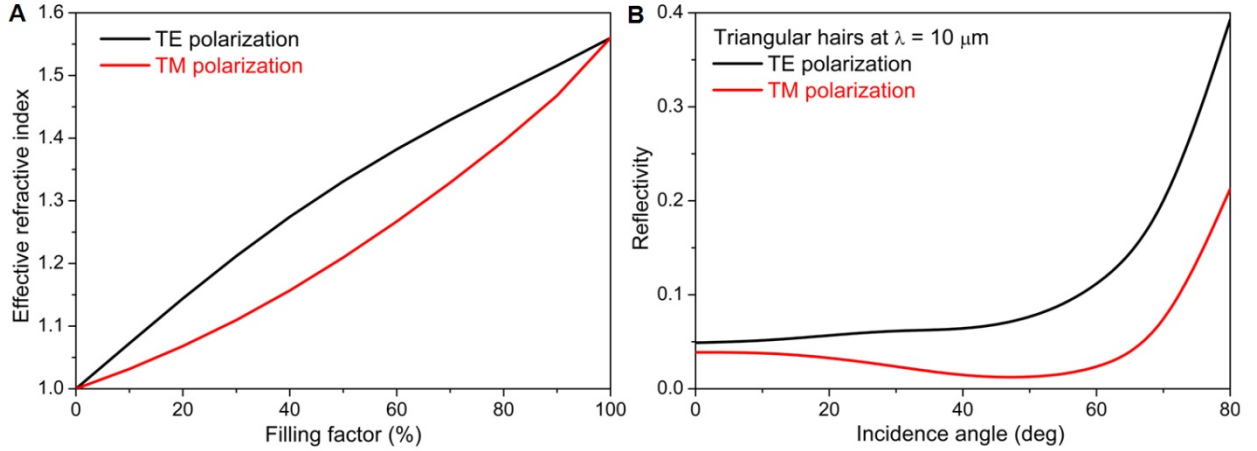 A
1.6
1.5
1.4
1.3
1.2
1.1
1.0
Effective refractive index
TE polarization
TM polarization
0 20 40 60 80 100
Filling factor (%)
B
0.4
0.3
0.2
0.1
0.0
Reflectivity
Triangular hairs at λ = 10 μm
TE polarization
TM polarization
0 20 40 60 80
Incidence angle (deg)